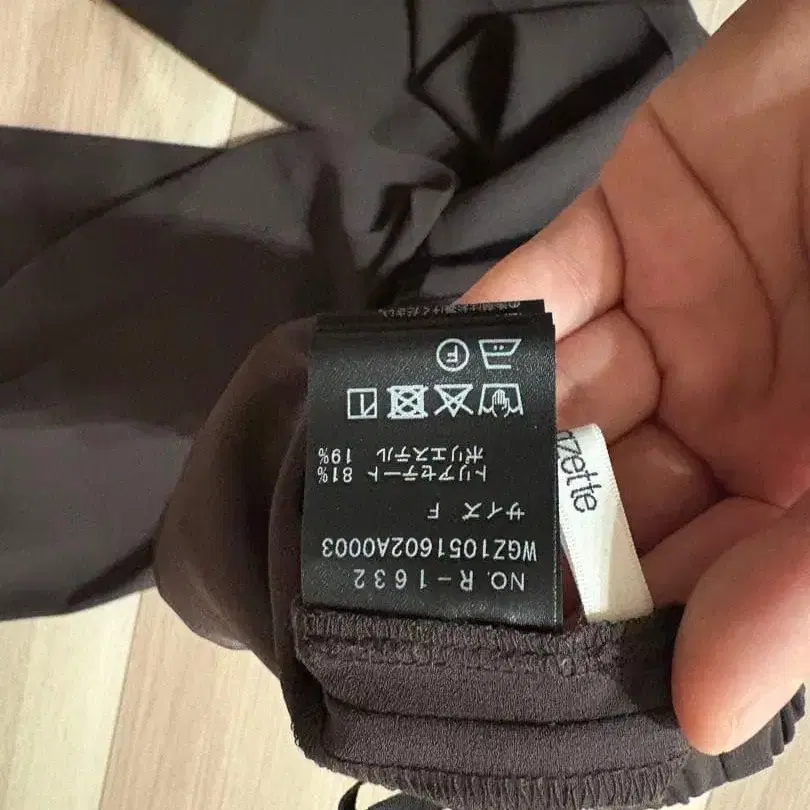 NO. R-1632
WGZ1051602A0003
サイズ F
トリアセテート 81%
ポリエステル 19%
F
zette